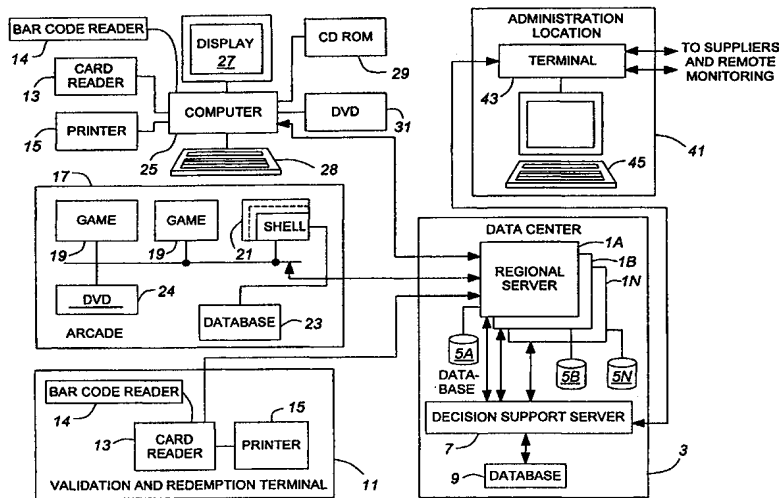 BAR CODE READER
14
CARD
READER
13
PRINTER
15
DISPLAY
27
COMPUTER
25
28
CD ROM
29
DVD
31
ADMINISTRATION
LOCATION
TERMINAL
43
TO SUPPLIERS
AND REMOTE
MONITORING
45
41
17
GAME
19
GAME
19
21
SHELL
DVD
24
DATABASE
23
ARCADE
DATA CENTER
1A
1B
1N
REGIONAL
SERVER
5A
DATA-
BASE
5B
5N
DECISION SUPPORT SERVER
7
9
DATABASE
3
BAR CODE READER
14
13
CARD
READER
15
PRINTER
VALIDATION AND REDEMPTION TERMINAL
11